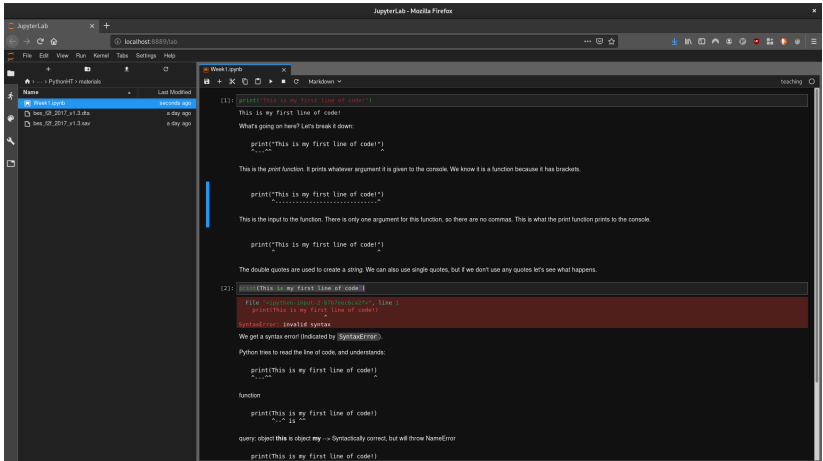 JupyterLab - Mozilla Firefox
JupyterLab
localhost:8889/lab
File Edit View Run Kernel Tabs Settings Help
PythonHT > materials
Name
Last Modified
Week1.ipynb
seconds ago
bes_f2f_2017_v1.3.dta
a day ago
bes_f2f_2017_v1.3.sav
a day ago
Week1.ipynb
Markdown
teaching
[1]: print("This is my first line of code!")
This is my first line of code!
What's going on here? Let's break it down:
print("This is my first line of code!")
^---^^ ^
This is the print function. It prints whatever argument it is given to the console. We know it is a function because it has brackets.
print("This is my first line of code!")
^------------------------------^
This is the input to the function. There is only one argument for this function, so there are no commas. This is what the print function prints to the console.
print("This is my first line of code!")
^ ^
The double quotes are used to create a string. We can also use single quotes, but if we don't use any quotes let's see what happens.
[2]: print(This is my first line of code!)
line 1
print(This is my first line of code!)
^
SyntaxError: invalid syntax
We get a syntax error! (Indicated by SyntaxError).
Python tries to read the line of code, and understands:
print(This is my first line of code!)
^---^^ ^
function
print(This is my first line of code!)
^--^ is ^^
query: object this is object my --> Syntactically correct, but will throw NameError
print(This is my first line of code!)